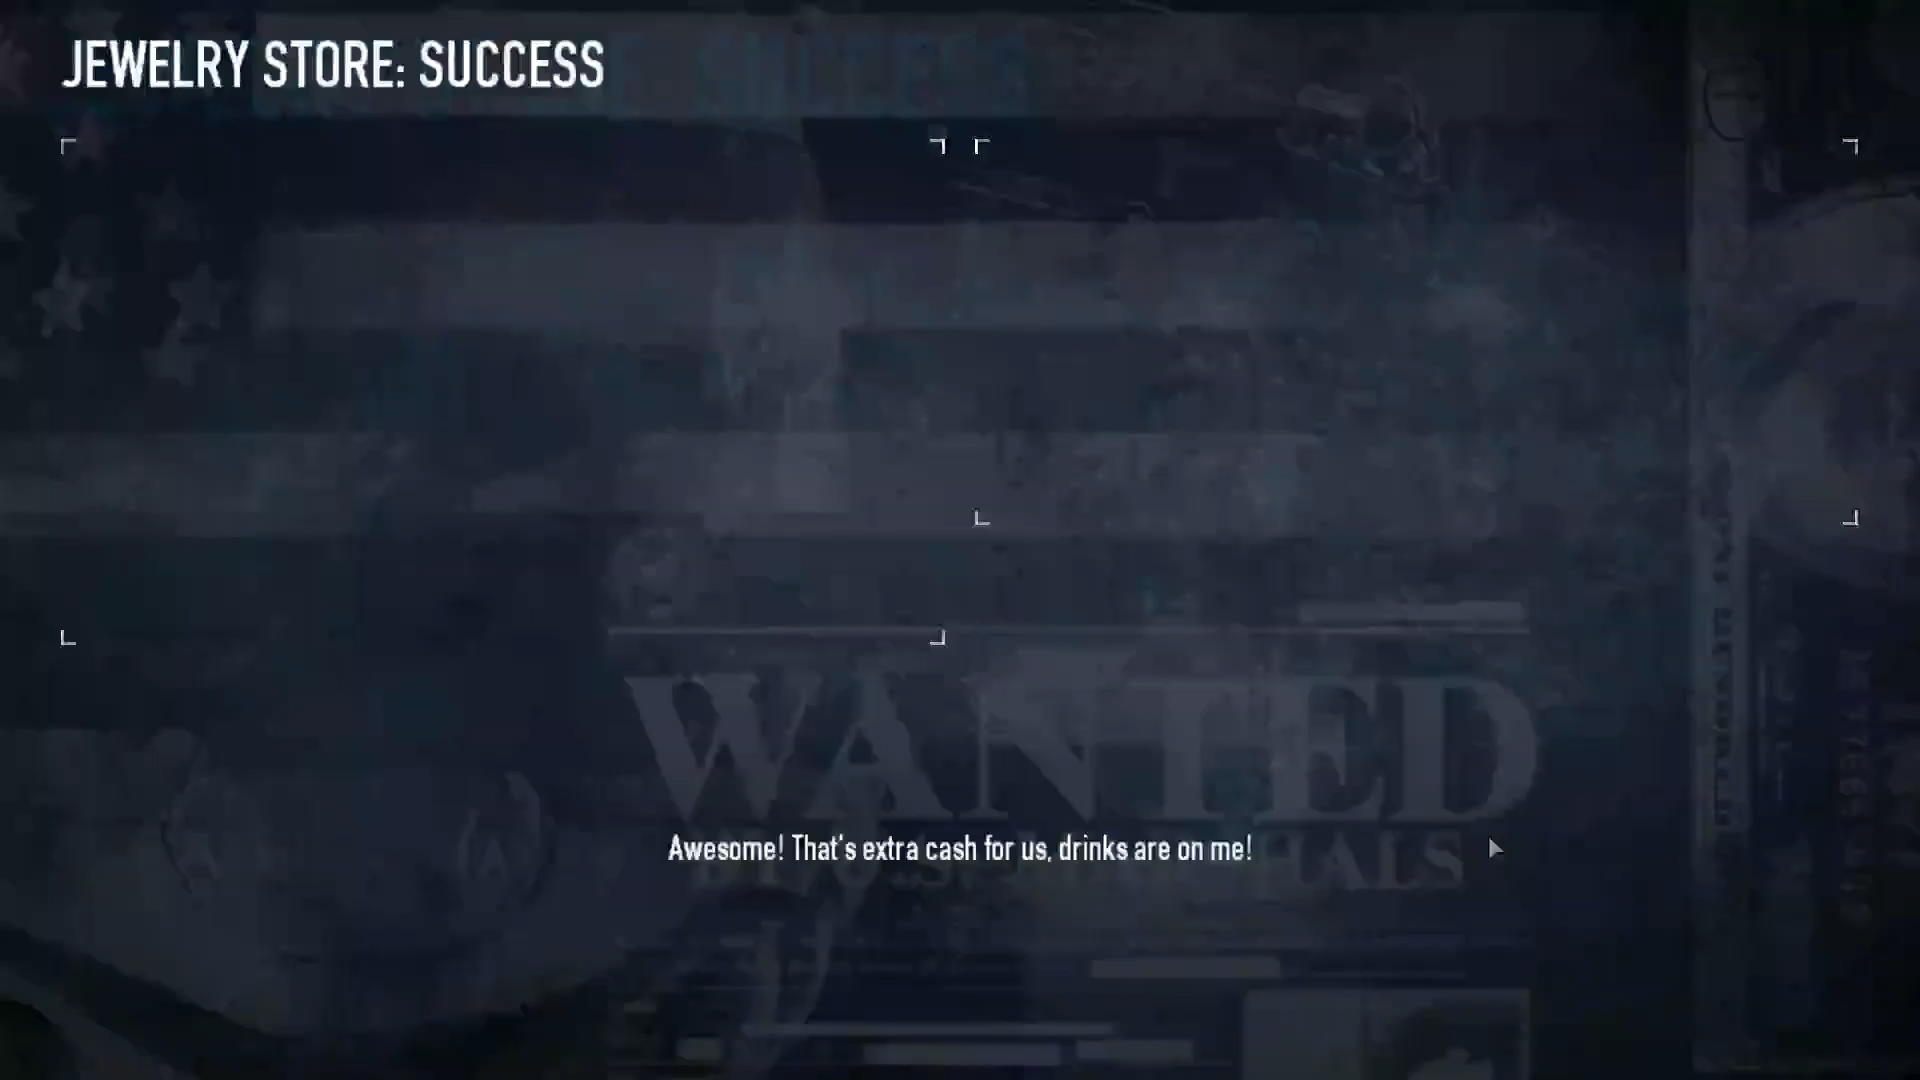 JEWELRY STORE: SUCCESS
WANTED
Awesome! That's extra cash for us, drinks are on me!